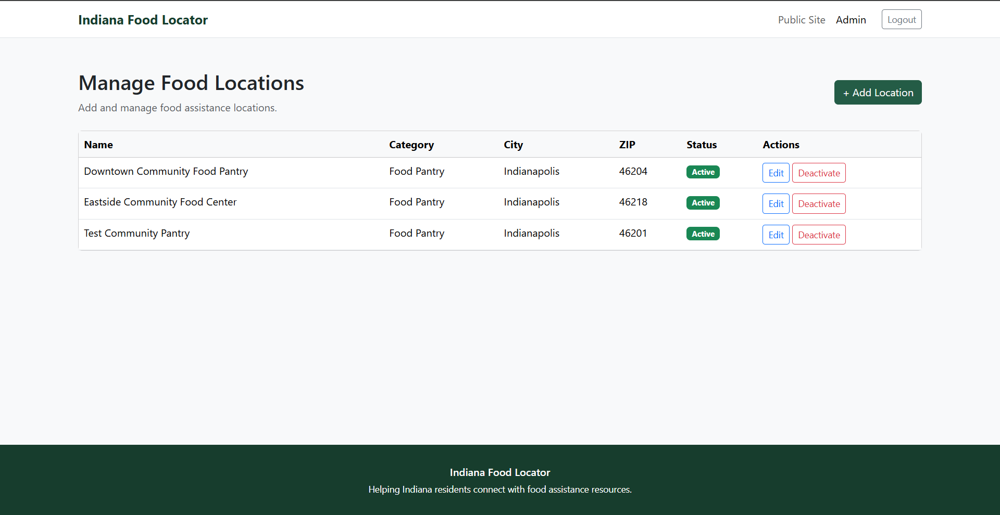 Indiana Food Locator Public Site Admin Logout
Manage Food Locations
+ Add Location
Add and manage food assistance locations.
Name Category City ZIP Status Actions
Downtown Community Food Pantry Food Pantry Indianapolis 46204 Active Edit Deactivate
Eastside Community Food Center Food Pantry Indianapolis 46218 Active Edit Deactivate
Test Community Pantry Food Pantry Indianapolis 46201 Active Edit Deactivate
Indiana Food Locator
Helping Indiana residents connect with food assistance resources.